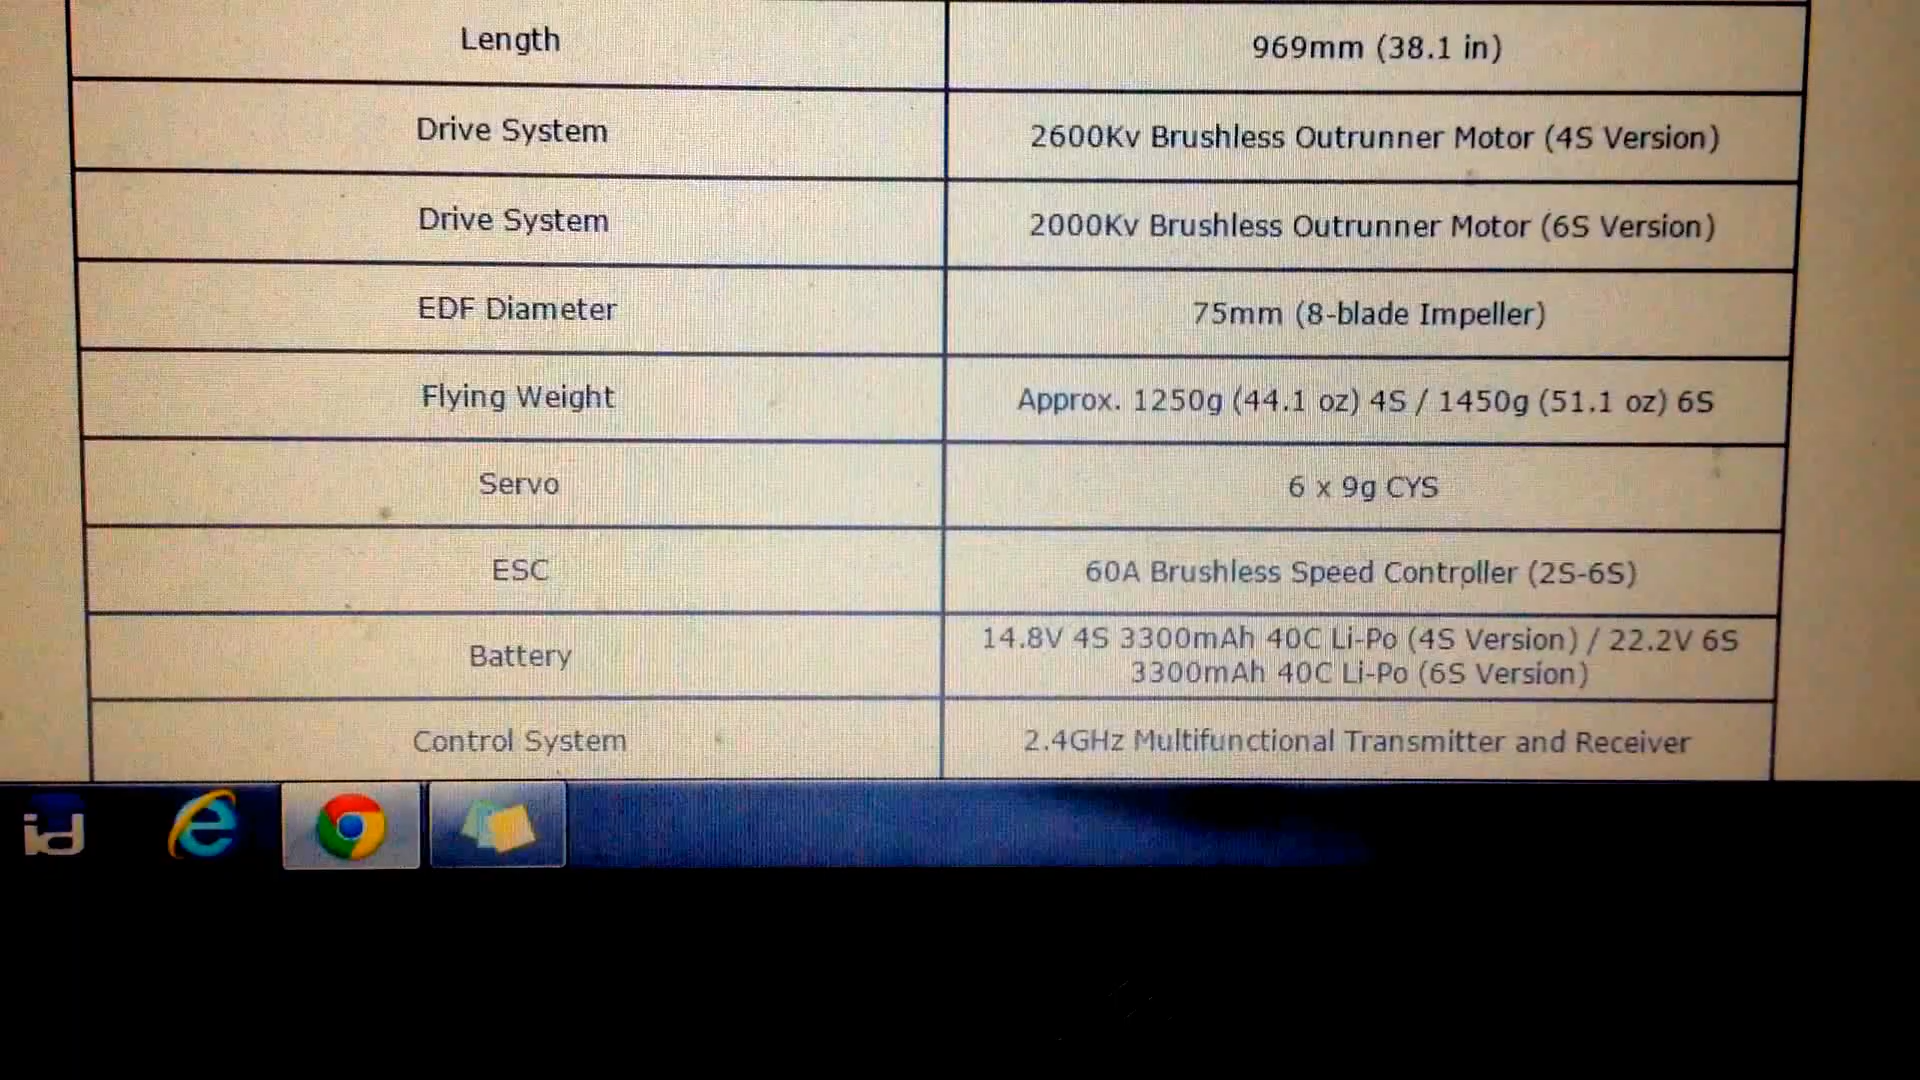 Length
969mm (38.1 in)
Drive System
2600Kv Brushless Outrunner Motor (4S Version)
Drive System
2000Kv Brushless Outrunner Motor (6S Version)
EDF Diameter
75mm (8-blade Impeller)
Flying Weight
Approx. 1250g (44.1 oz) 4S / 1450g (51.1 oz) 6S
Servo
6 x 9g CYS
ESC
60A Brushless Speed Controller (2S-6S)
Battery
14.8V 4S 3300mAh 40C Li-Po (4S Version) / 22.2V 6S
3300mAh 40C Li-Po (6S Version)
Control System
2.4GHz Multifunctional Transmitter and Receiver
id